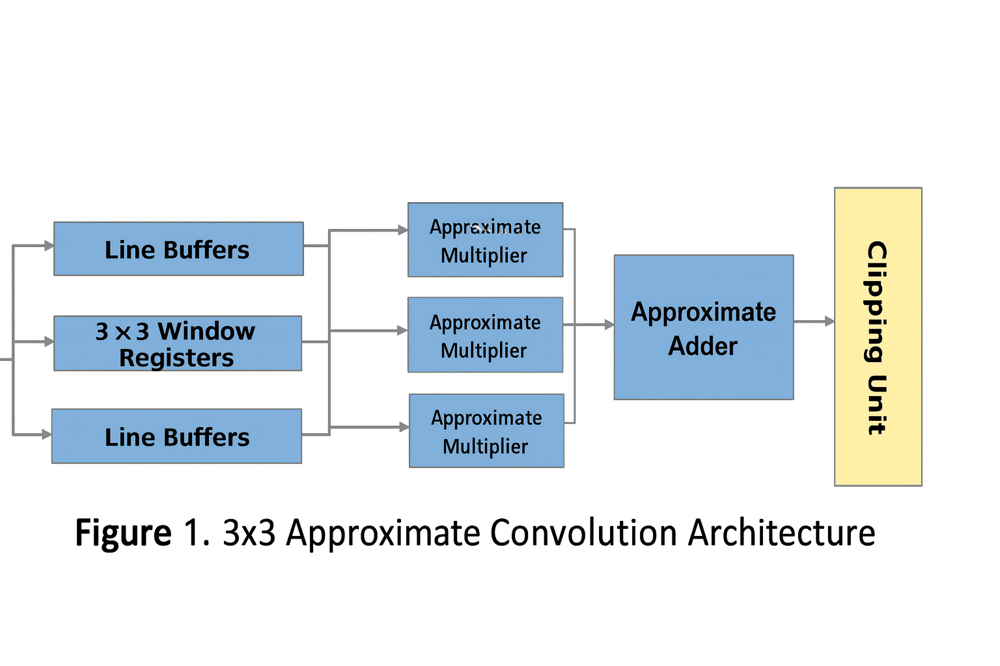 Line Buffers
3 × 3 Window
Registers
Line Buffers
Approximate
Multiplier
Approximate
Multiplier
Approximate
Multiplier
Approximate
Adder
Clipping Unit
Figure 1. 3x3 Approximate Convolution Architecture